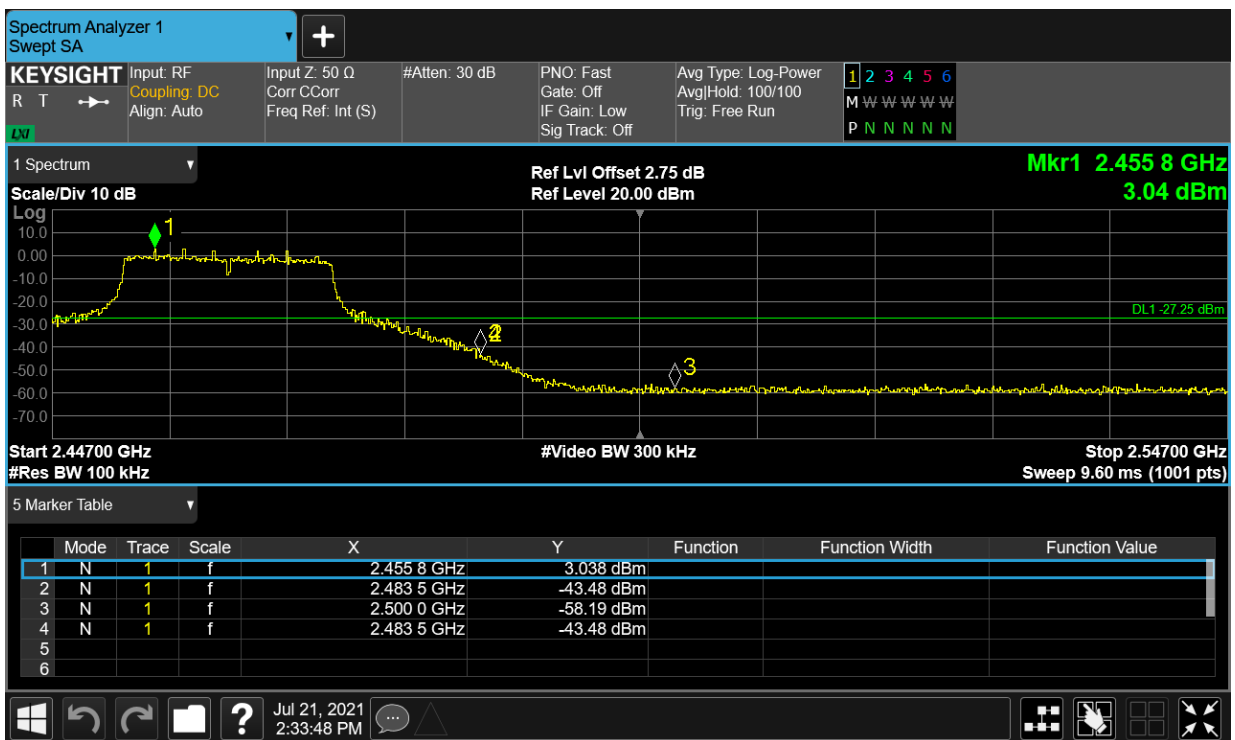 Spectrum Analyzer 1
Swept SA
+
KEYSIGHT
R T
LXI
Input: RF
Coupling: DC
Align: Auto
Input Z: 50 Ω
Corr CCorr
Freq Ref: Int (S)
#Atten: 30 dB
PNO: Fast
Gate: Off
IF Gain: Low
Sig Track: Off
Avg Type: Log-Power
Avg|Hold: 100/100
Trig: Free Run
1 2 3 4 5 6
M W W W W W
P N N N N N
1 Spectrum
Scale/Div 10 dB
Ref Lvl Offset 2.75 dB
Ref Level 20.00 dBm
Mkr1 2.455 8 GHz
3.04 dBm
Log
10.0
0.00
-10.0
-20.0
-30.0
-40.0
-50.0
-60.0
-70.0
1
3
DL1 -27.25 dBm
Start 2.44700 GHz
#Video BW 300 kHz
Stop 2.54700 GHz
#Res BW 100 kHz
Sweep 9.60 ms (1001 pts)
5 Marker Table
Mode Trace Scale X Y Function Function Width Function Value
1 N 1 f 2.455 8 GHz 3.038 dBm
2 N 1 f 2.483 5 GHz -43.48 dBm
3 N 1 f 2.500 0 GHz -58.19 dBm
4 N 1 f 2.483 5 GHz -43.48 dBm
5
6
?
Jul 21, 2021
2:33:48 PM